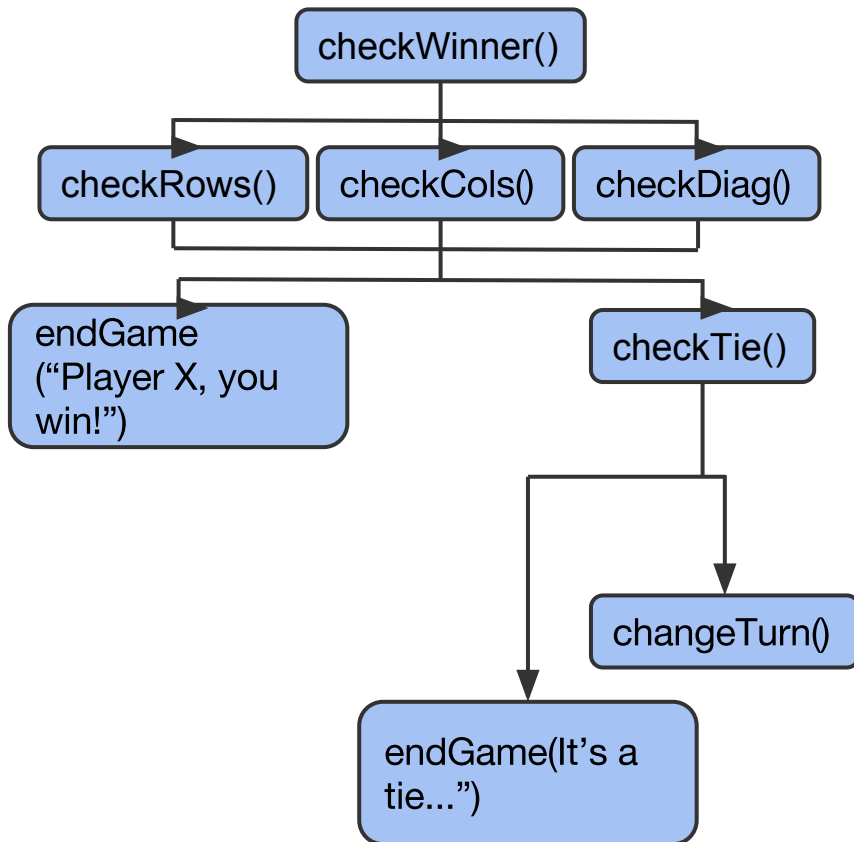 checkWinner()
checkRows()
checkCols()
checkDiag()
endGame
(“Player X, you
win!”)
checkTie()
changeTurn()
endGame(It’s a
tie...”)